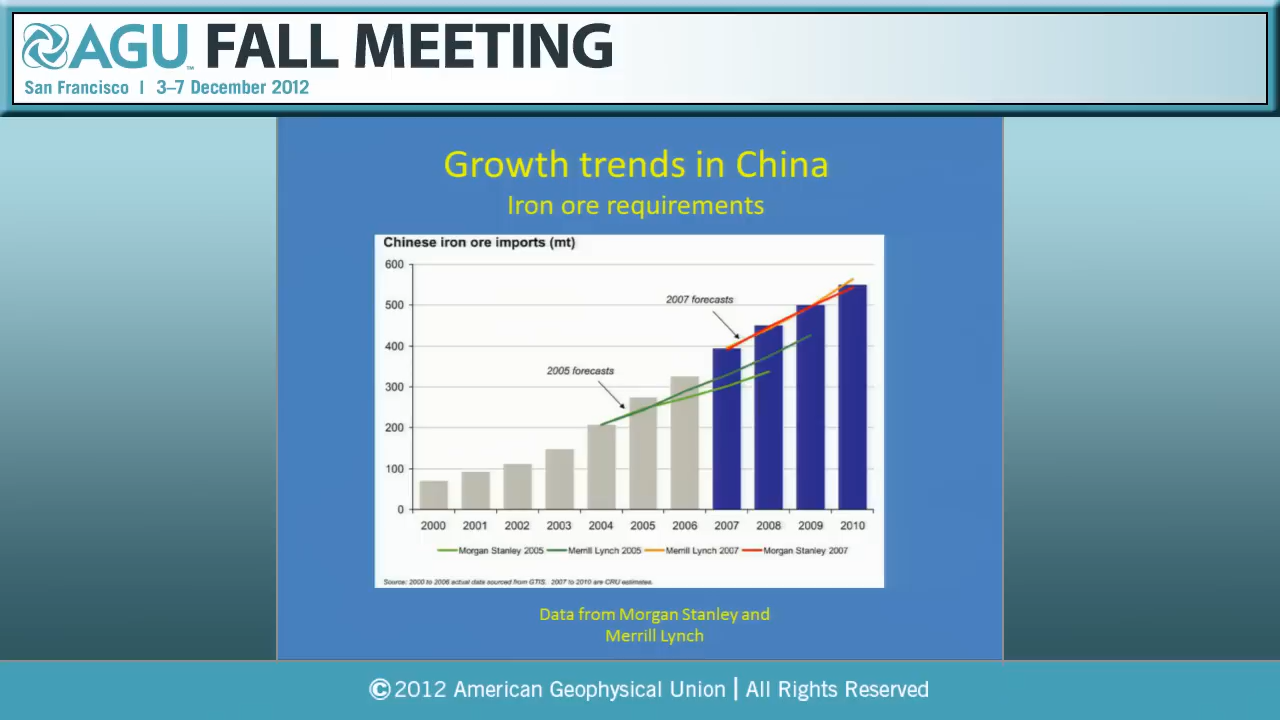 AGU™ FALL MEETING
San Francisco | 3–7 December 2012
Growth trends in China
Iron ore requirements
Chinese iron ore imports (mt)
600
500
400
300
200
100
0
2007 forecasts
2005 forecasts
2000 2001 2002 2003 2004 2005 2006 2007 2008 2009 2010
Morgan Stanley 2005 Merrill Lynch 2005 Merrill Lynch 2007 Morgan Stanley 2007
Source: 2000 to 2006 actual data sourced from GTIS. 2007 to 2010 are CRU estimates.
Data from Morgan Stanley and
Merrill Lynch
©2012 American Geophysical Union | All Rights Reserved